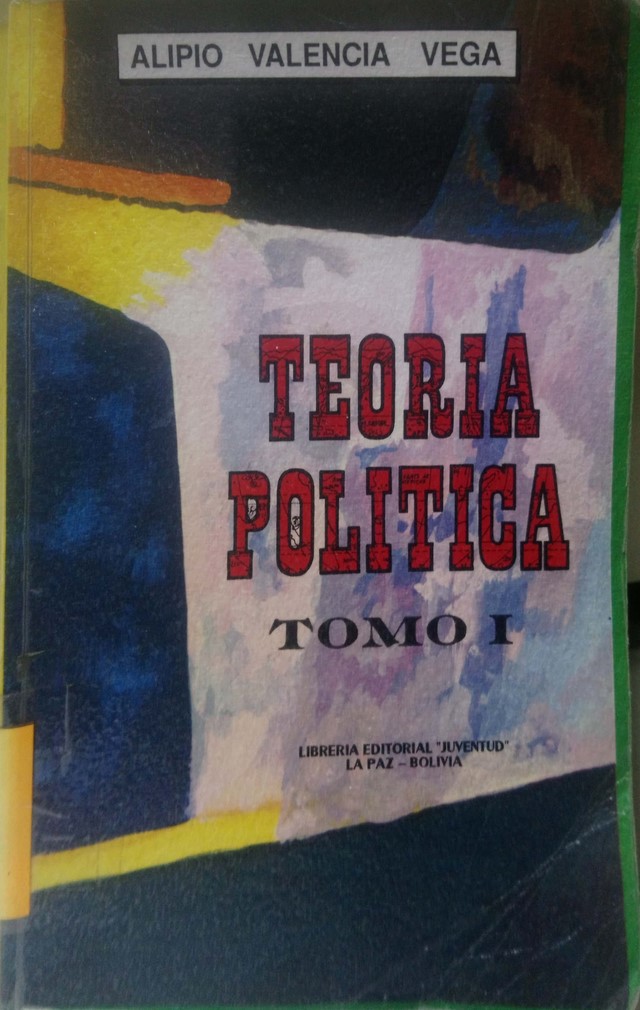 ALIPIO VALENCIA VEGA
TEORIA
POLITICA
TOMO I
LIBRERIA EDITORIAL "JUVENTUD"
LA PAZ - BOLIVIA